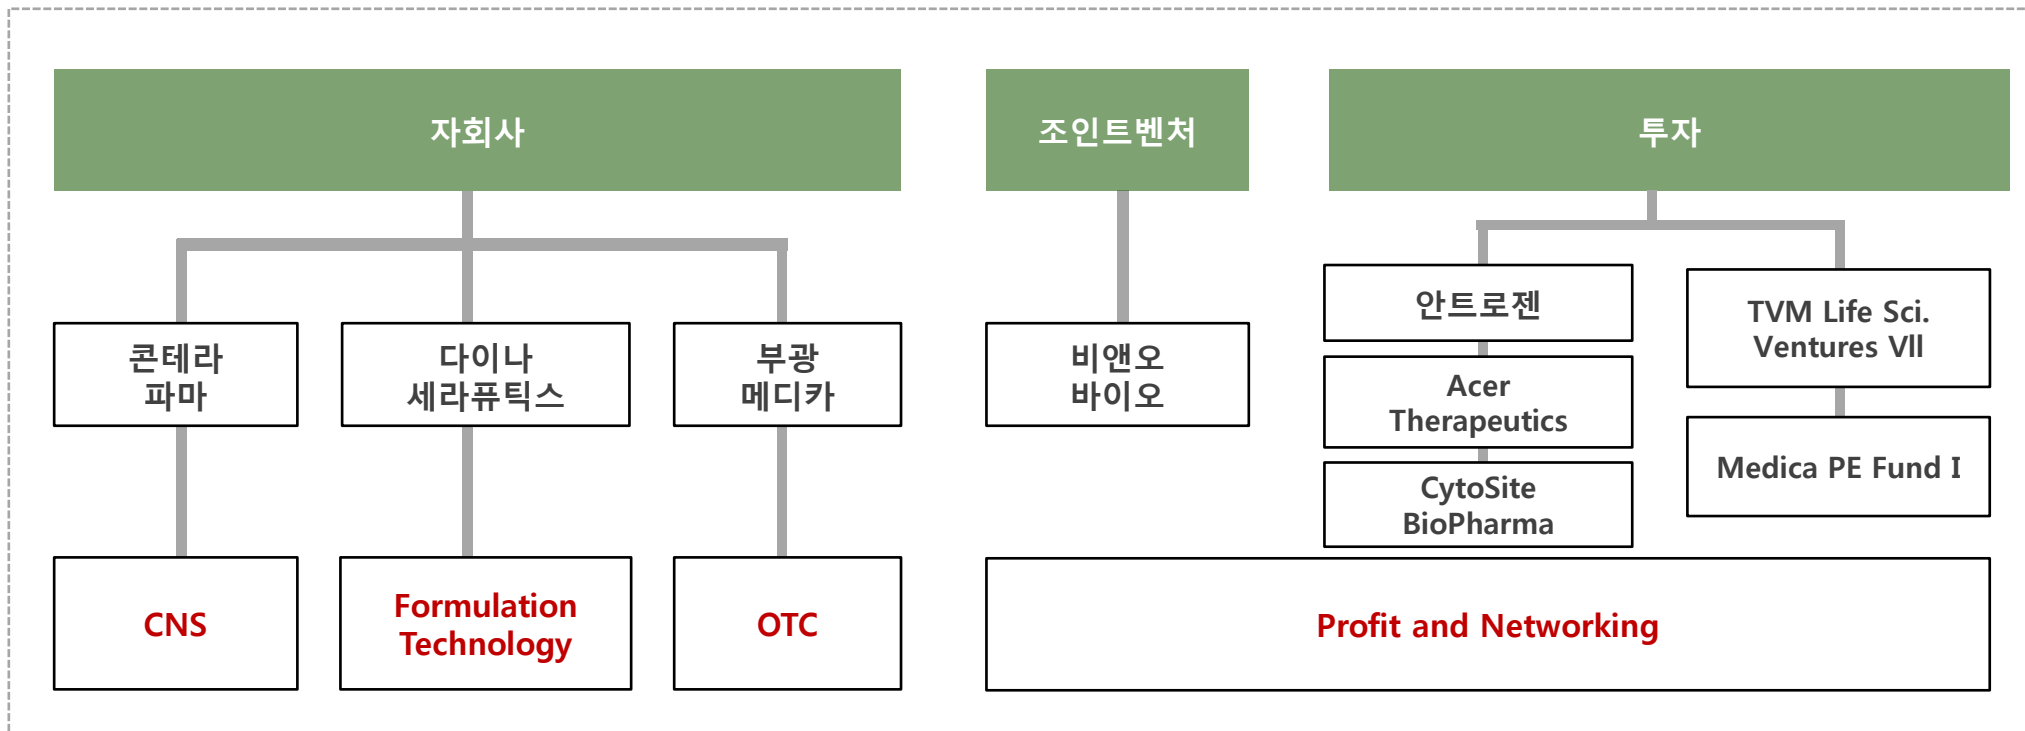 자회사
조인트벤처
투자
콘테라
파마
다이나
세라퓨틱스
부광
메디카
비앤오
바이오
안트로젠
Acer
Therapeutics
CytoSite
BioPharma
TVM Life Sci.
Ventures Vll
Medica PE Fund I
CNS
Formulation
Technology
OTC
Profit and Networking